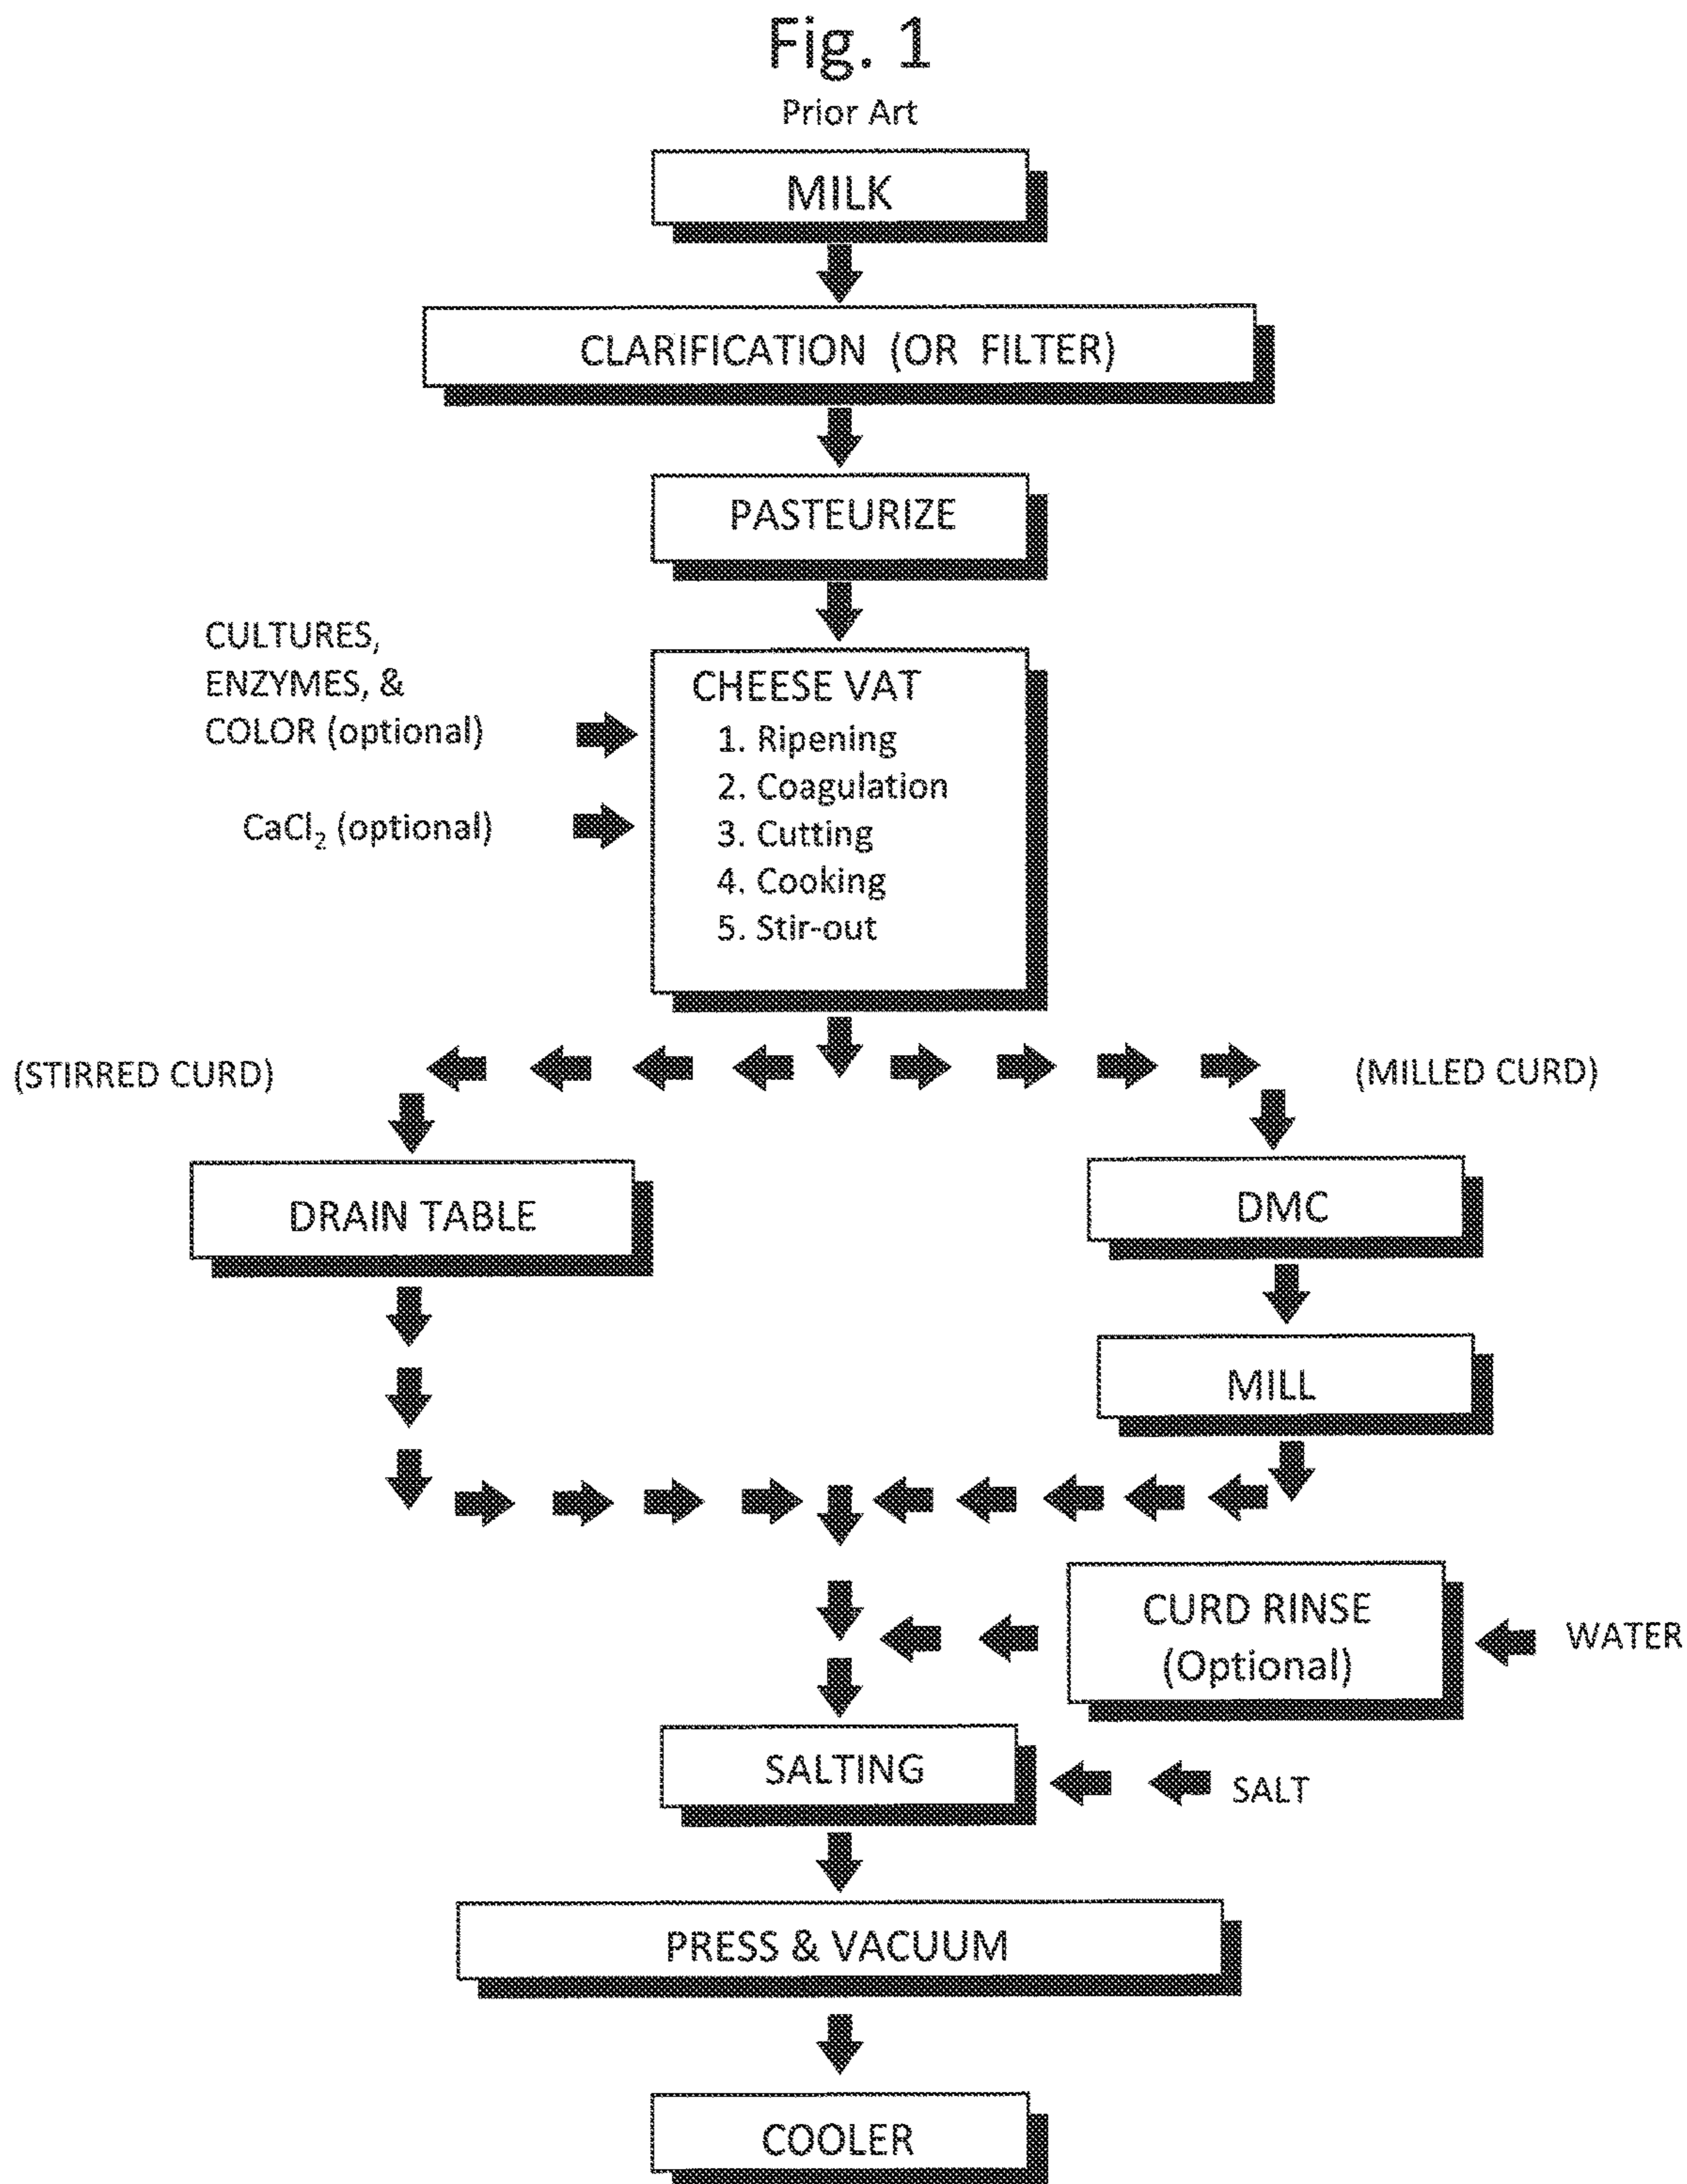 Fig. 1
Prior Art
MILK
CLARIFICATION (OR FILTER)
PASTEURIZE
CULTURES,
ENZYMES, &
COLOR (optional)
CaCl₂ (optional)
CHEESE VAT
1. Ripening
2. Coagulation
3. Cutting
4. Cooking
5. Stir-out
(STIRRED CURD)
(MILLED CURD)
DRAIN TABLE
DMC
MILL
CURD RINSE
(Optional)
WATER
SALTING
SALT
PRESS & VACUUM
COOLER